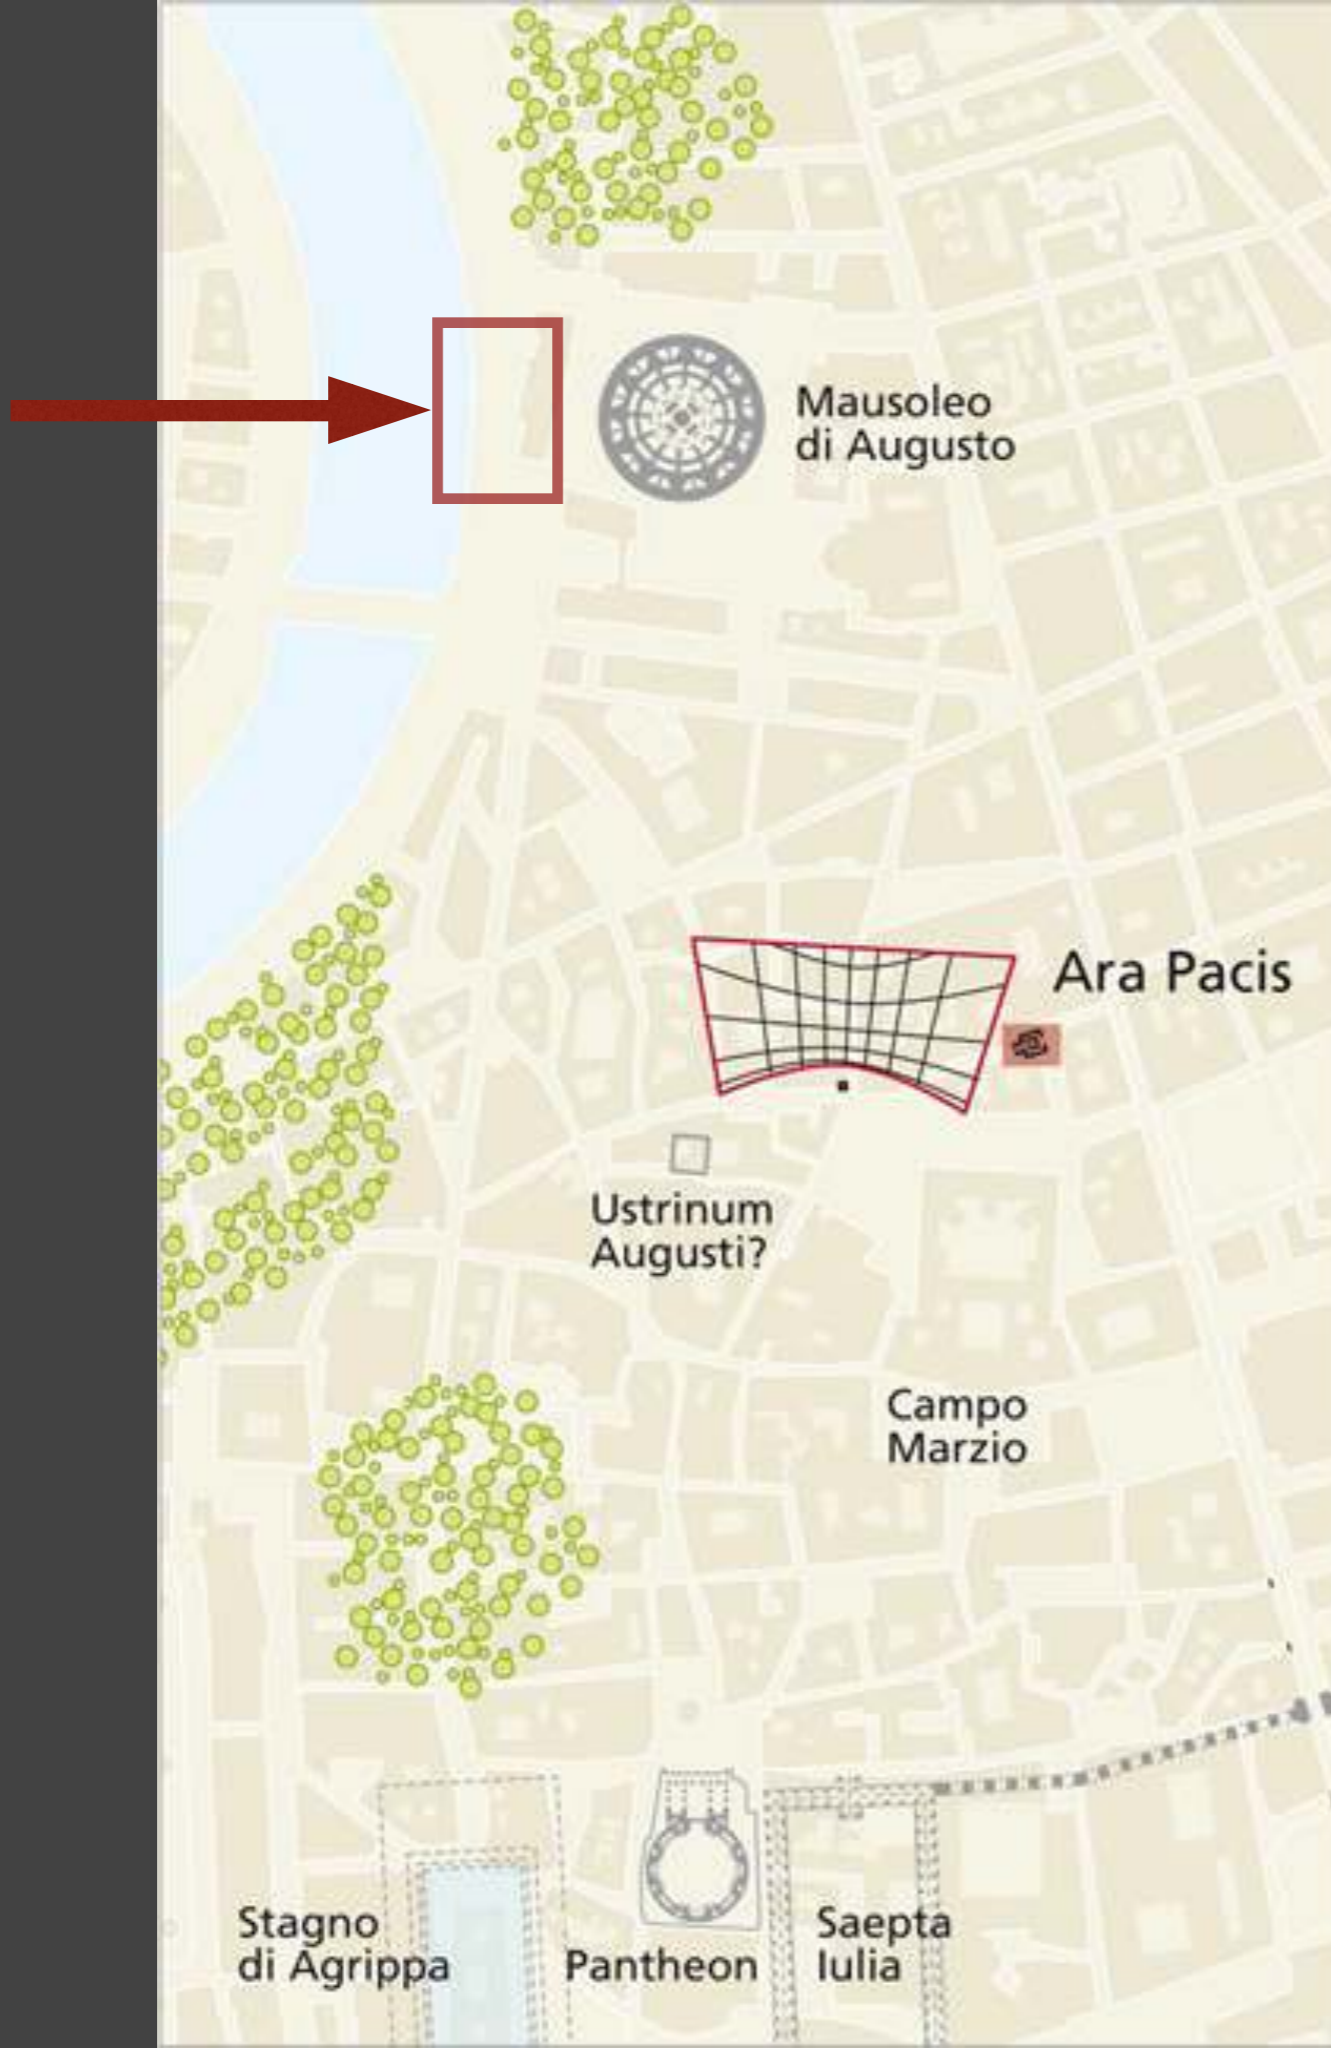 Mausoleo
di Augusto
Ara Pacis
Ustrinum
Augusti?
Campo
Marzio
Stagno
di Agrippa
Pantheon
Saepta
Iulia